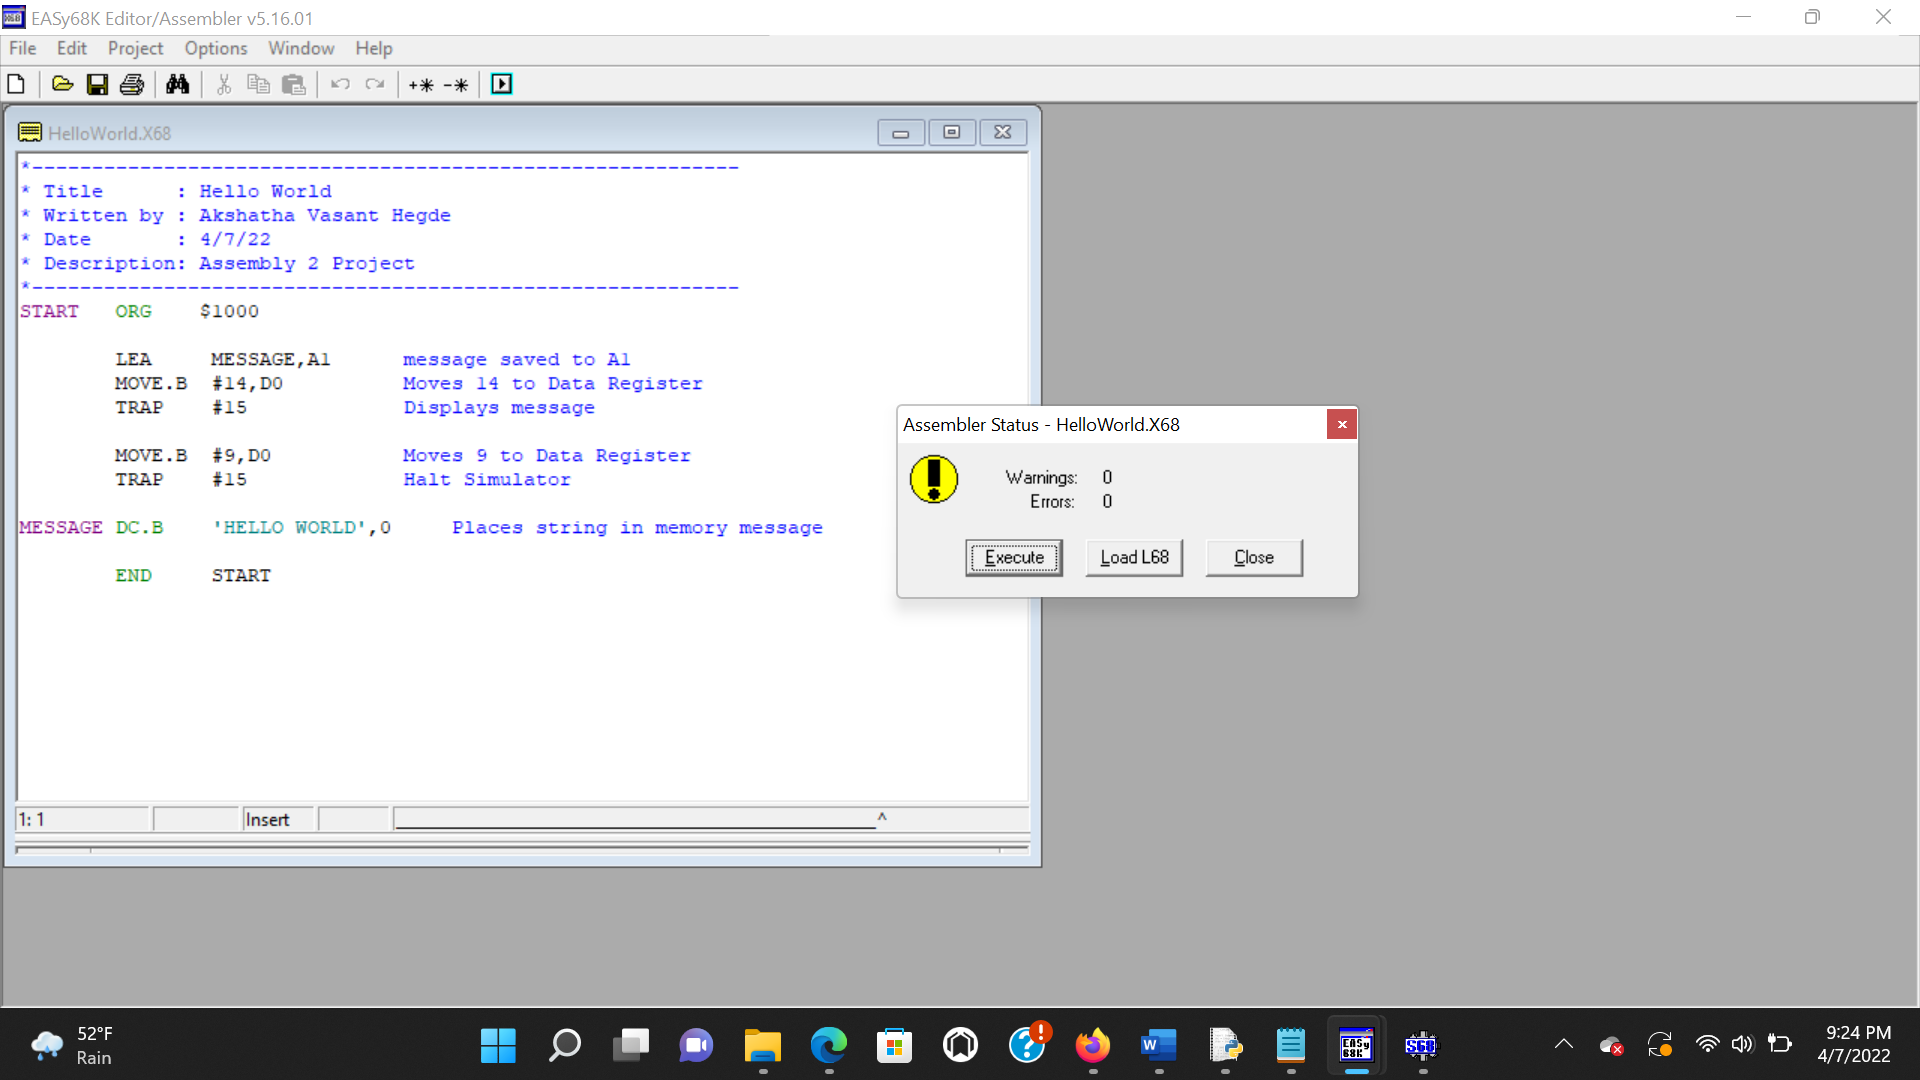 EASy68K Editor/Assembler v5.16.01
File Edit Project Options Window Help
HelloWorld.X68
*-----------------------------------------------------------
* Title      : Hello World
* Written by : Akshatha Vasant Hegde
* Date       : 4/7/22
* Description: Assembly 2 Project
*-----------------------------------------------------------
START   ORG    $1000
LEA     MESSAGE,A1      message saved to A1
MOVE.B  #14,D0          Moves 14 to Data Register
TRAP    #15             Displays message
MOVE.B  #9,D0           Moves 9 to Data Register
TRAP    #15             Halt Simulator
MESSAGE DC.B    'HELLO WORLD',0     Places string in memory message
END     START
1: 1 Insert ^
Assembler Status - HelloWorld.X68
Warnings: 0
Errors: 0
Execute Load L68 Close
52°F
Rain
9:24 PM
4/7/2022